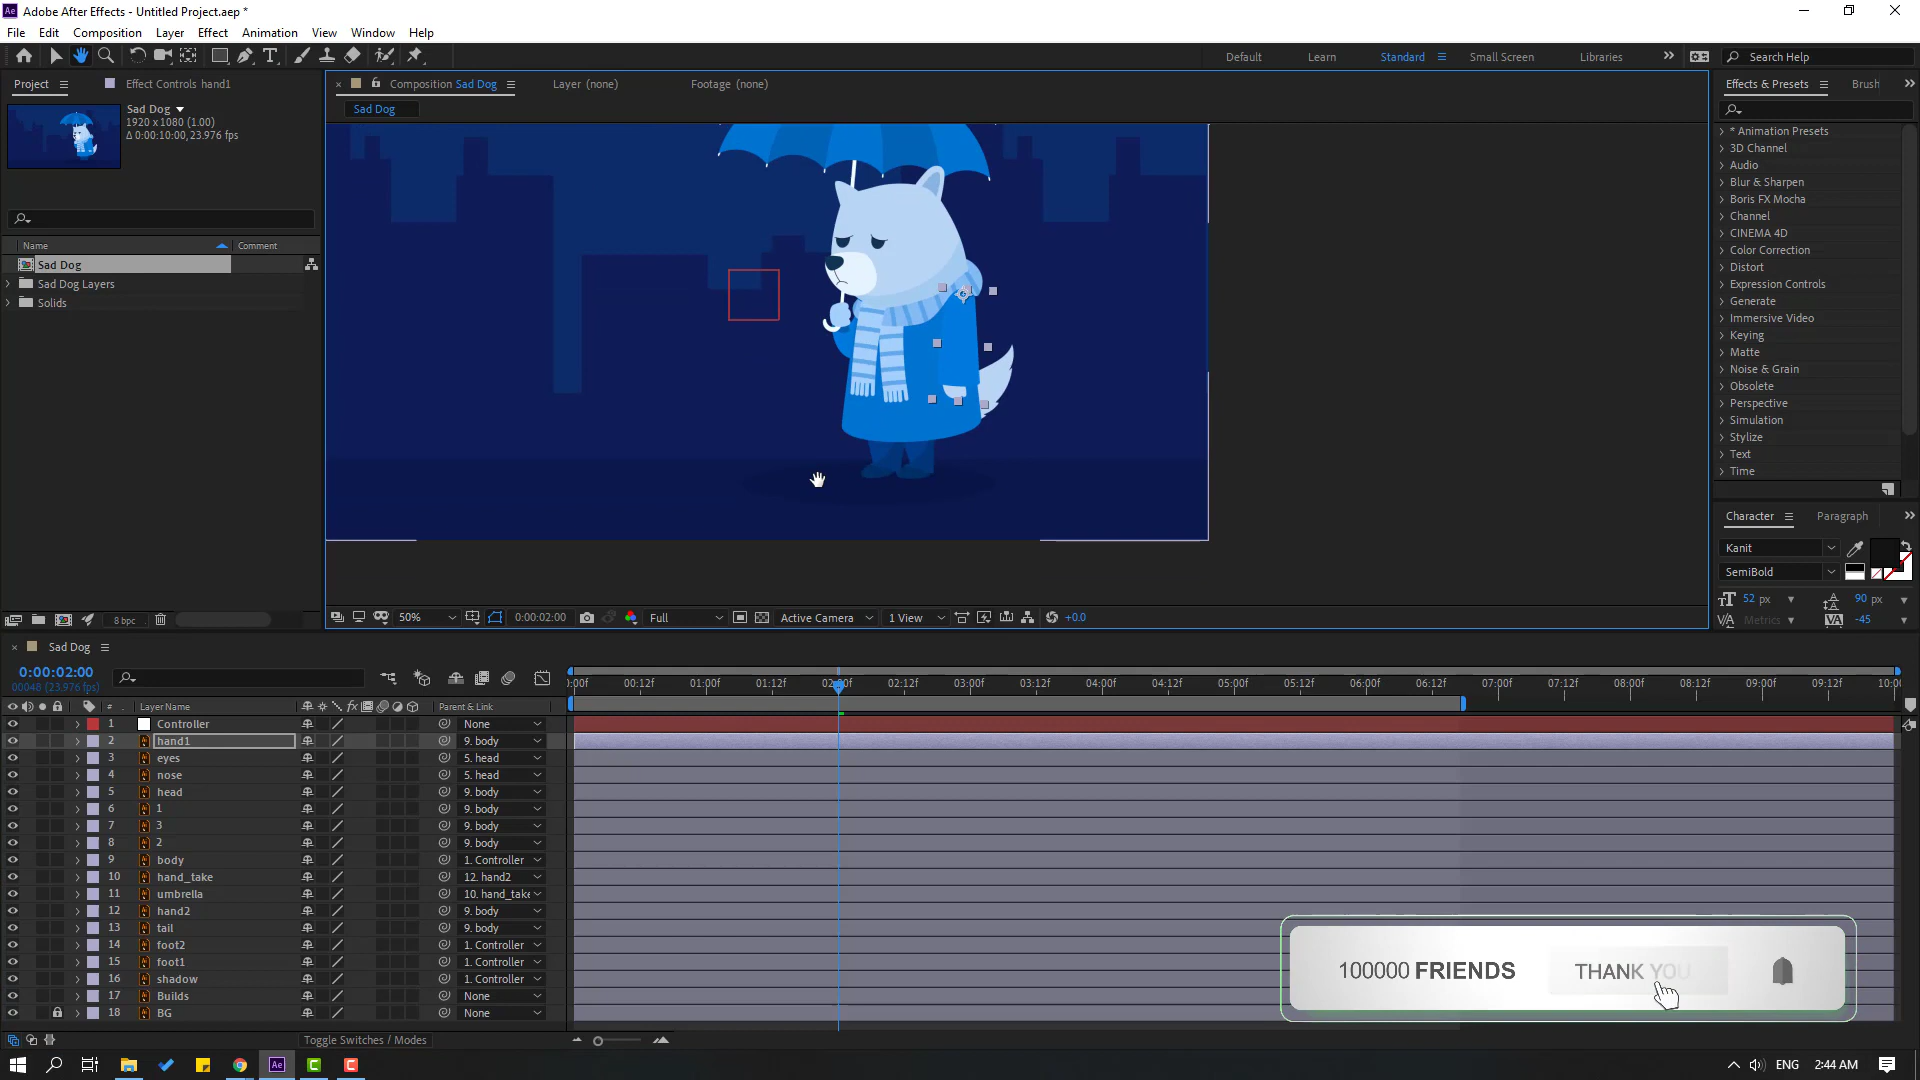 Adobe After Effects - Untitled Project.aep *
File Edit Composition Layer Effect Animation View Window Help
Default Learn Standard Small Screen Libraries Search Help
Project Effect Controls hand1
Sad Dog
1920 x 1080 (1.00)
Δ 0:00:10:00, 23.976 fps
Name Comment
Sad Dog
Sad Dog Layers
Solids
8 bpc
Composition Sad Dog Layer (none) Footage (none)
Sad Dog
50% 0:00:02:00 Full Active Camera 1 View +0.0
Effects & Presets Brush
* Animation Presets
3D Channel
Audio
Blur & Sharpen
Boris FX Mocha
Channel
CINEMA 4D
Color Correction
Distort
Expression Controls
Generate
Immersive Video
Keying
Matte
Noise & Grain
Obsolete
Perspective
Simulation
Stylize
Text
Time
Character Paragraph
Kanit
SemiBold
52 px 90 px
Metrics -45
Sad Dog
0:00:02:00
00048 (23.976 fps)
:00f 00:12f 01:00f 01:12f 02:00f 02:12f 03:00f 03:12f 04:00f 04:12f 05:00f 05:12f 06:00f 06:12f 07:00f 07:12f 08:00f 08:12f 09:00f 09:12f 10:00
# Layer Name Parent & Link
1 Controller None
2 hand1 9. body
3 eyes 5. head
4 nose 5. head
5 head 9. body
6 1 9. body
7 3 9. body
8 2 9. body
9 body 1. Controller
10 hand_take 12. hand2
11 umbrella 10. hand_take
12 hand2 9. body
13 tail 9. body
14 foot2 1. Controller
15 foot1 1. Controller
16 shadow 1. Controller
17 Builds None
18 BG None
Toggle Switches / Modes
100000 FRIENDS THANK YOU
ENG 2:44 AM